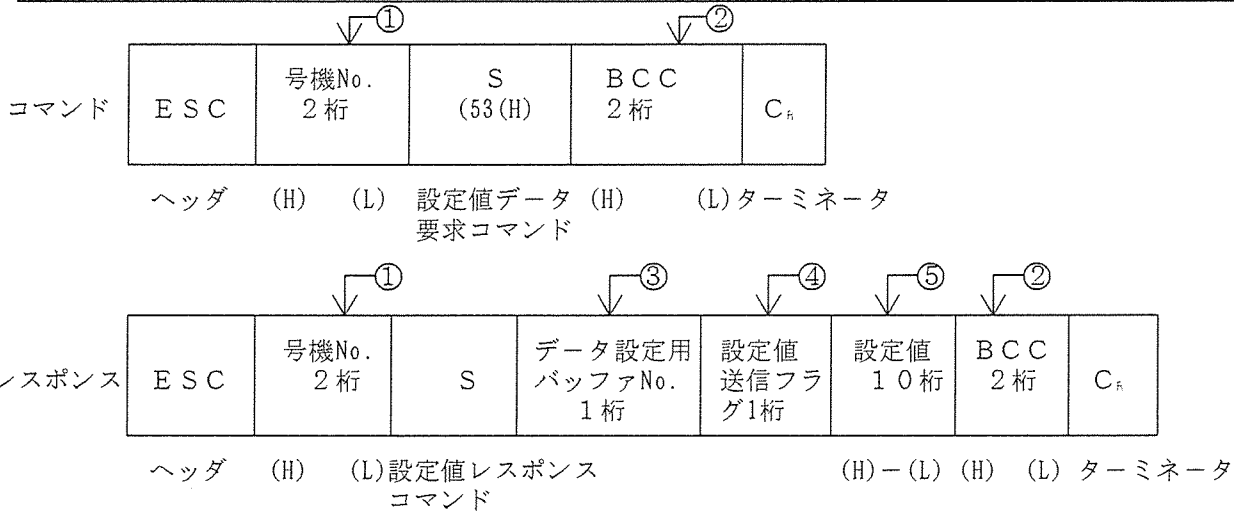 ① ②
コマンド ESC 号機No. 2桁 S (53(H) BCC 2桁 CR
ヘッダ (H) (L) 設定値データ要求コマンド (H) (L) ターミネータ
① ③ ④ ⑤ ②
レスポンス ESC 号機No. 2桁 S データ設定用バッファNo. 1桁 設定値送信フラグ1桁 設定値 10桁 BCC 2桁 CR
ヘッダ (H) (L) 設定値レスポンスコマンド (H)−(L) (H) (L) ターミネータ